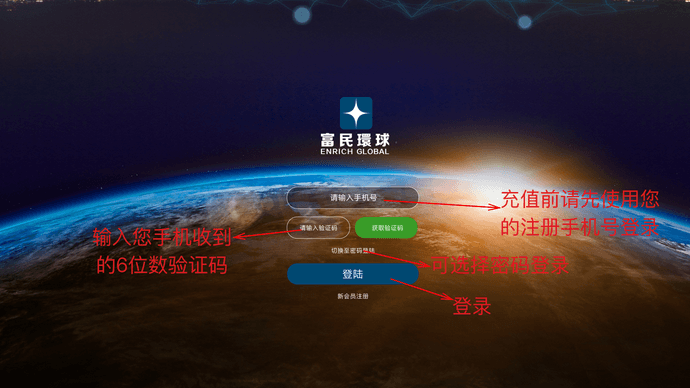 富民環球
ENRICH GLOBAL
请输入手机号
充值前请先使用您
的注册手机号登录
请输入验证码
获取验证码
输入您手机收到
的6位数验证码
切换至密码登陆
可选择密码登录
登陆
新会员注册
登录